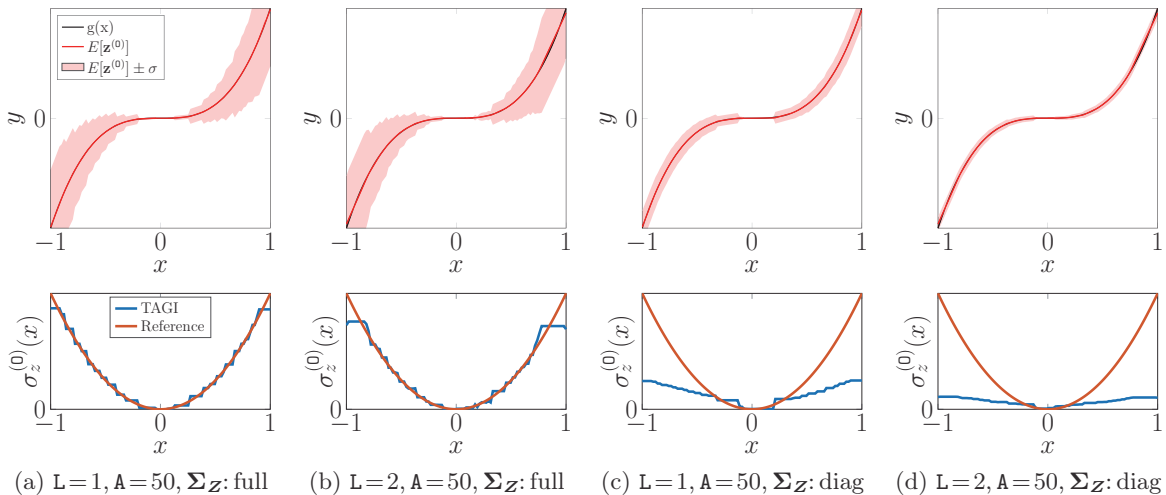 g(x)
E[z^(0)]
E[z^(0)] ± σ
y
0
−1
0
1
x
y
0
−1
0
1
x
y
0
−1
0
1
x
y
0
−1
0
1
x
TAGI
Reference
σ_z^(0)(x)
0
−1
0
1
x
σ_z^(0)(x)
0
−1
0
1
x
σ_z^(0)(x)
0
−1
0
1
x
σ_z^(0)(x)
0
−1
0
1
x
(a) L=1, A=50, Σ_Z: full
(b) L=2, A=50, Σ_Z: full
(c) L=1, A=50, Σ_Z: diag
(d) L=2, A=50, Σ_Z: diag